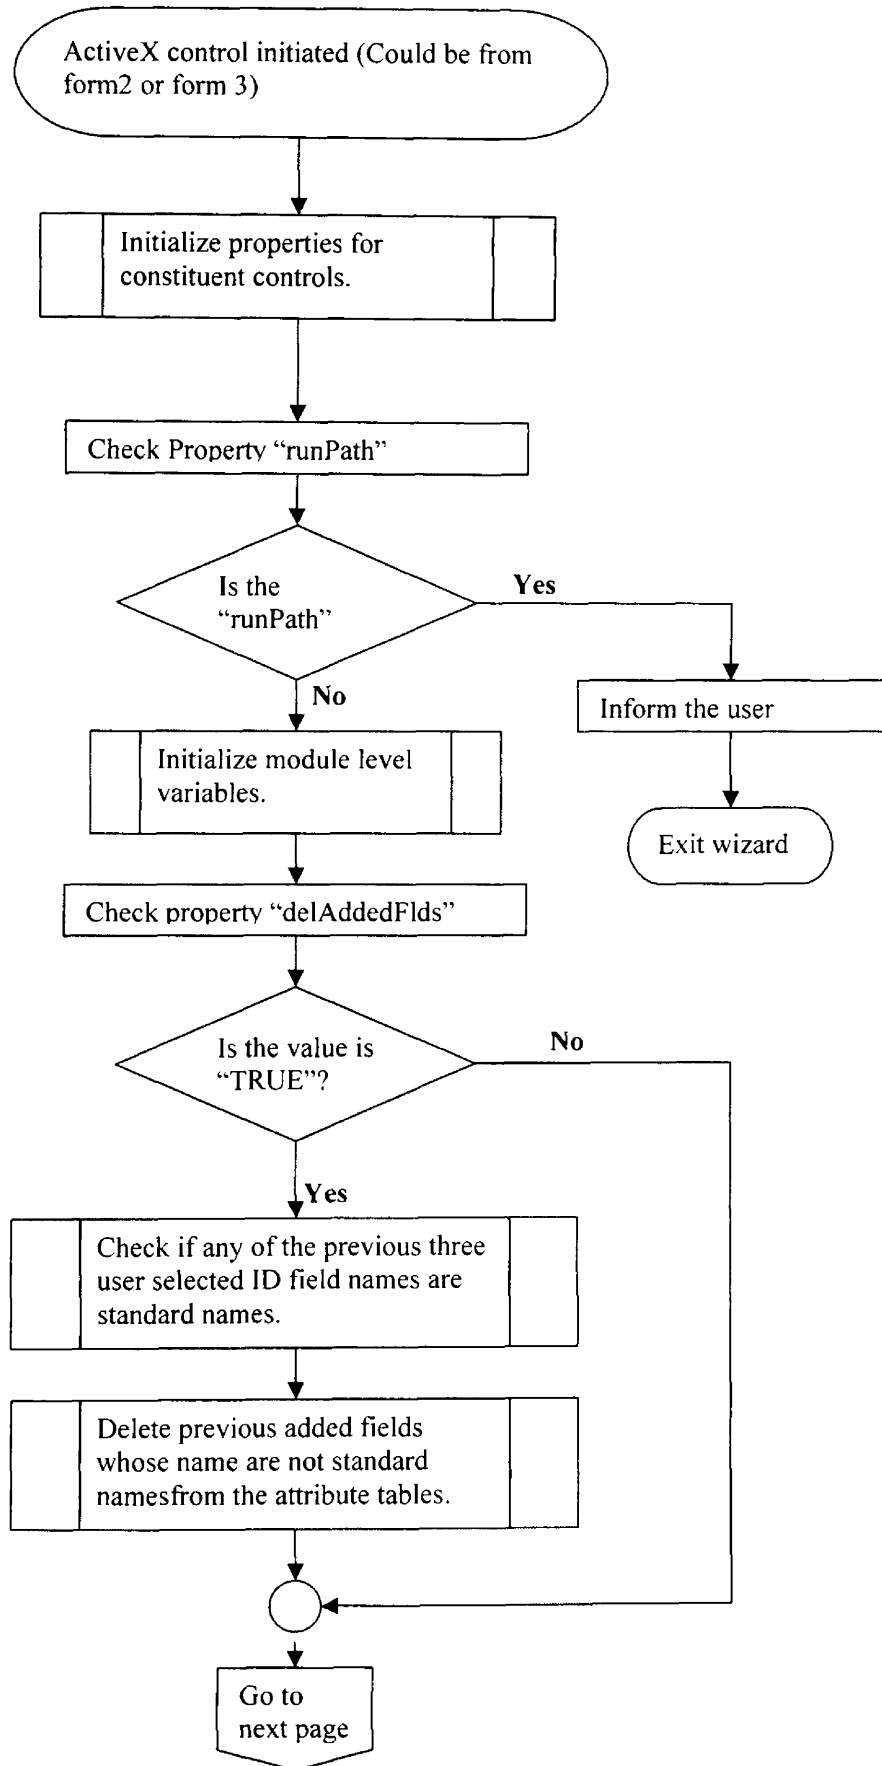 ActiveX control initiated (Could be from
form2 or form 3)
Initialize properties for
constituent controls.
Check Property “runPath”
Is the
“runPath”
Yes
No
Inform the user
Initialize module level
variables.
Exit wizard
Check property “delAddedFlds”
Is the value is
“TRUE”?
No
Yes
Check if any of the previous three
user selected ID field names are
standard names.
Delete previous added fields
whose name are not standard
namesfrom the attribute tables.
Go to
next page